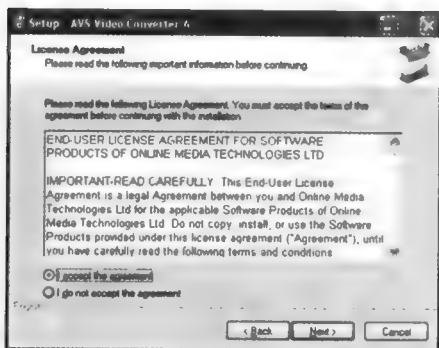 Setup AVS Video Converter 6
License Agreement
Please read the following important information before continuing.
Please read the following License Agreement. You must accept the terms of the
agreement before continuing with the installation.
END-USER LICENSE AGREEMENT FOR SOFTWARE
PRODUCTS OF ONLINE MEDIA TECHNOLOGIES LTD
IMPORTANT-READ CAREFULLY This End-User License
Agreement is a legal Agreement between you and Online Media
Technologies Ltd for the applicable Software Products of Online
Media Technologies Ltd Do not copy, install, or use the Software
Products provided under this license agreement ("Agreement"), until
you have carefully read the following terms and conditions
I accept the agreement
I do not accept the agreement
English
< Back Next > Cancel